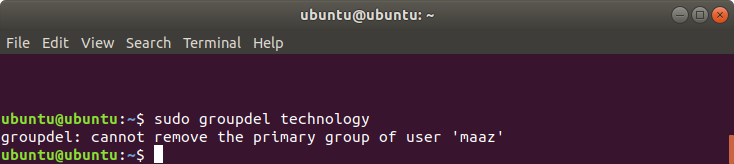 ubuntu@ubuntu: ~
File Edit View Search Terminal Help
ubuntu@ubuntu:~$ sudo groupdel technology
groupdel: cannot remove the primary group of user 'maaz'
ubuntu@ubuntu:~$